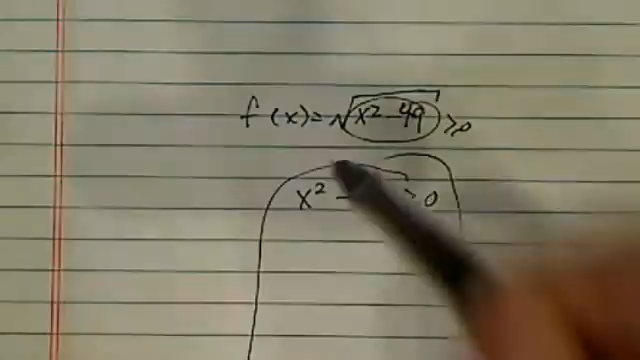 f(x)=√x²-49 ≥0
x² - 0